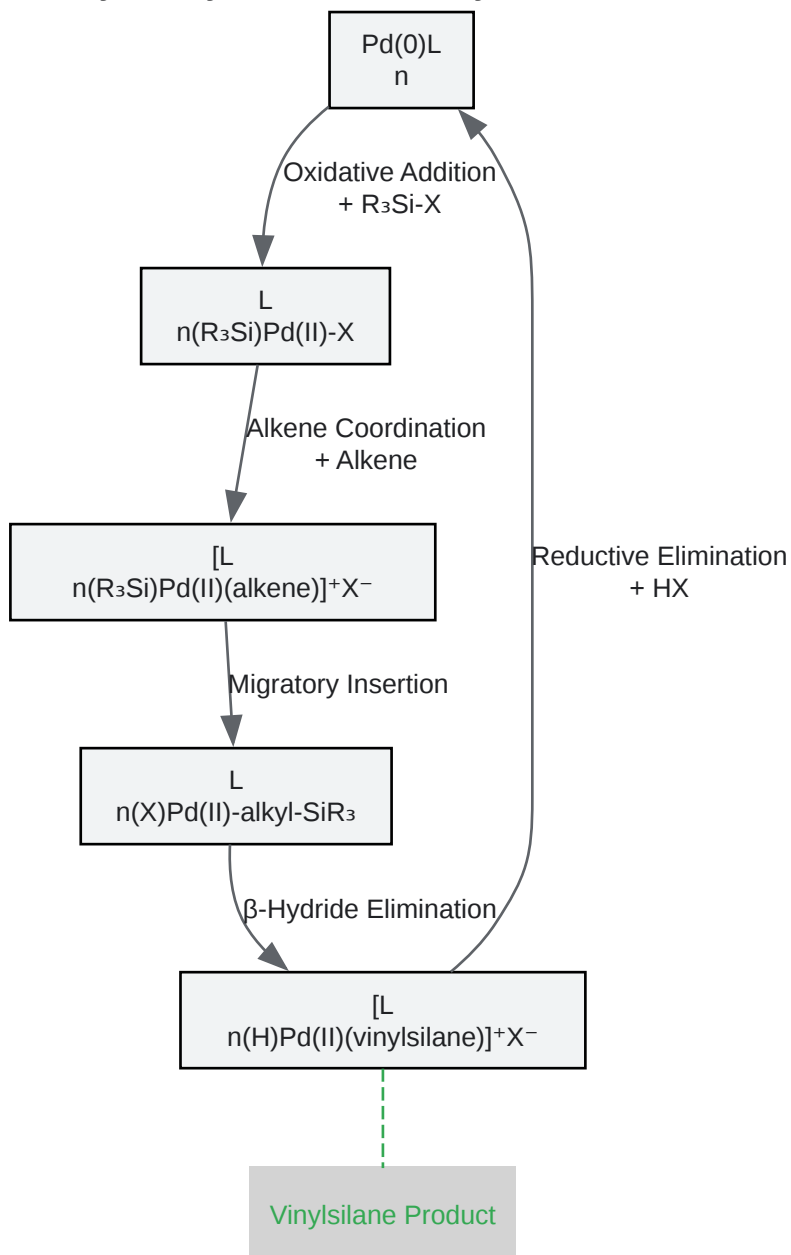 Pd(0)L
n
Oxidative Addition
+ R₃Si-X
L
n(R₃Si)Pd(II)-X
Alkene Coordination
+ Alkene
[L
n(R₃Si)Pd(II)(alkene)]⁺X⁻
Reductive Elimination
+ HX
Migratory Insertion
L
n(X)Pd(II)-alkyl-SiR₃
β-Hydride Elimination
[L
n(H)Pd(II)(vinylsilane)]⁺X⁻
Vinylsilane Product